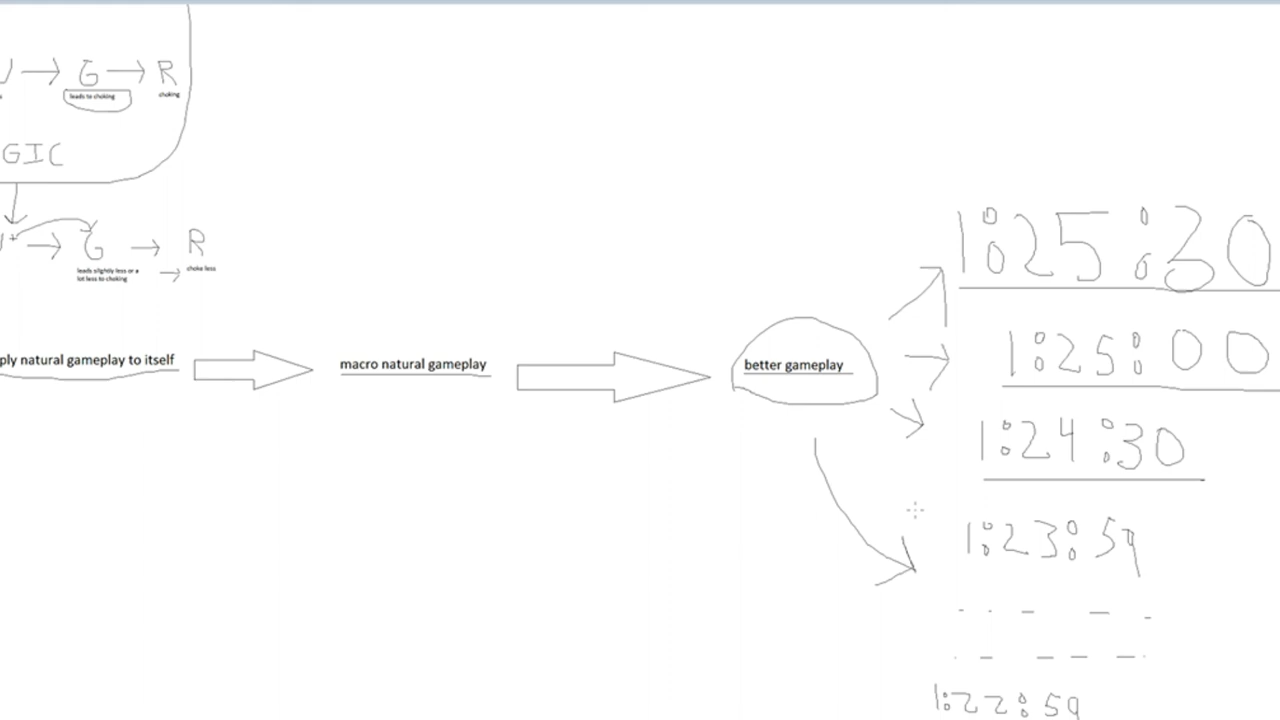 G R
leads to choking choking
GIC
G R
leads slightly less or a
lot less to choking
choke less
ply natural gameplay to itself
macro natural gameplay
better gameplay
1:25:30
1:25:00
1:24:30
1:23:59
1:22:59